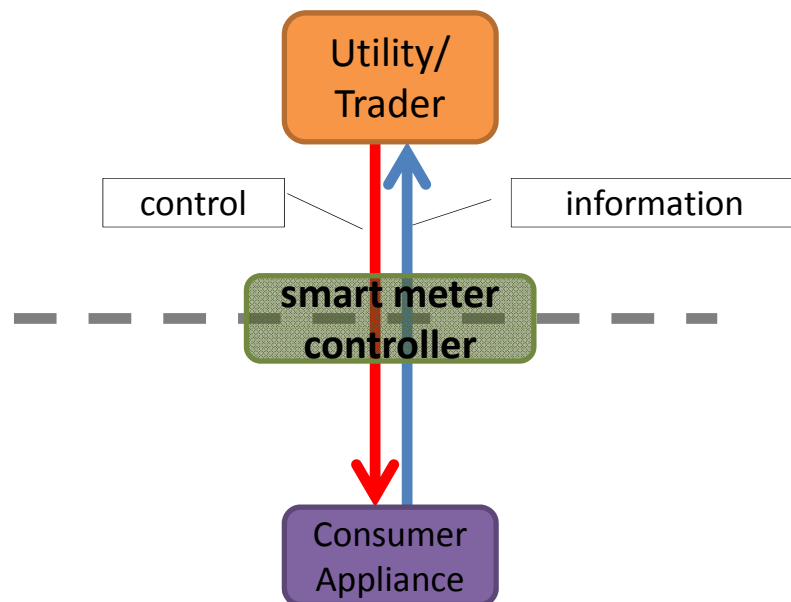 Utility/
Trader
control
information
smart meter
controller
Consumer
Appliance